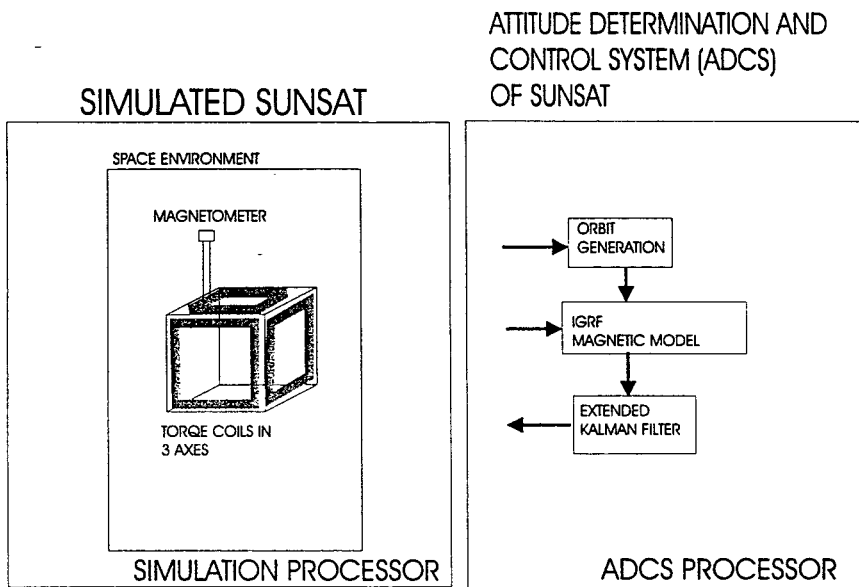 ATTITUDE DETERMINATION AND
CONTROL SYSTEM (ADCS)
OF SUNSAT
SIMULATED SUNSAT
SPACE ENVIRONMENT
MAGNETOMETER
TORQE COILS IN
3 AXES
SIMULATION PROCESSOR
ORBIT
GENERATION
IGRF
MAGNETIC MODEL
EXTENDED
KALMAN FILTER
ADCS PROCESSOR